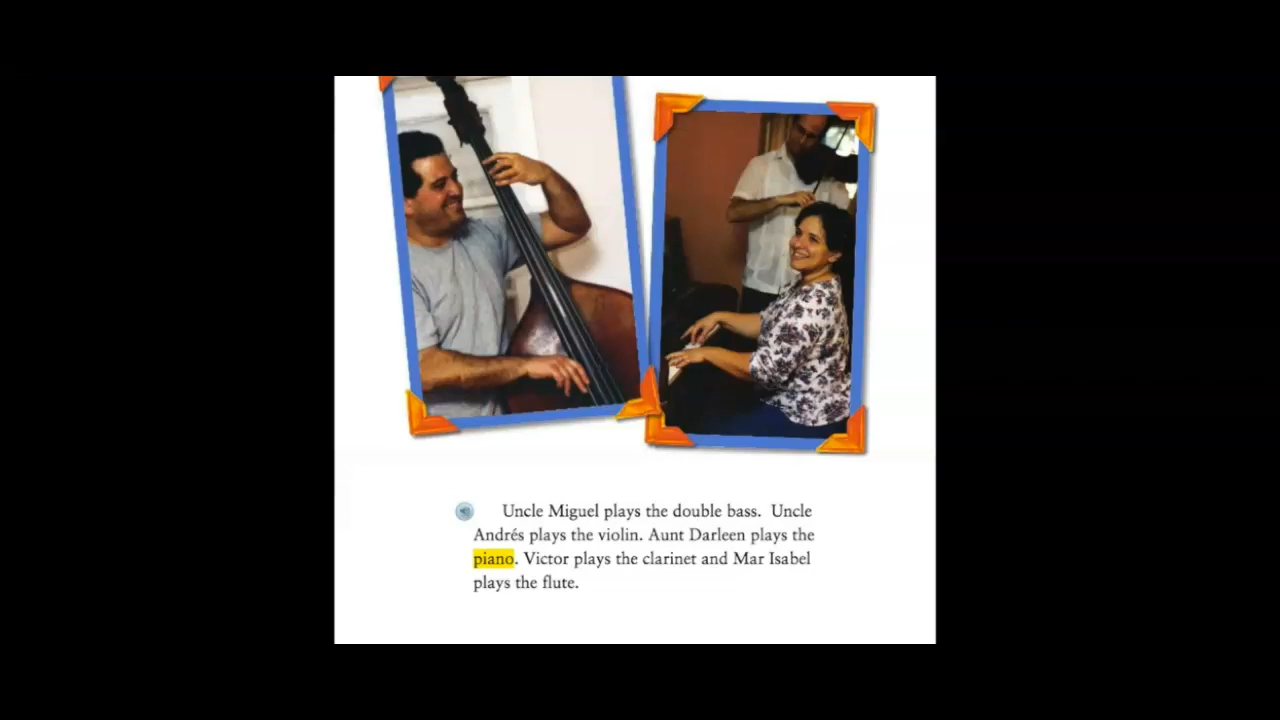 Uncle Miguel plays the double bass.  Uncle
Andrés plays the violin. Aunt Darleen plays the
piano. Victor plays the clarinet and Mar Isabel
plays the flute.